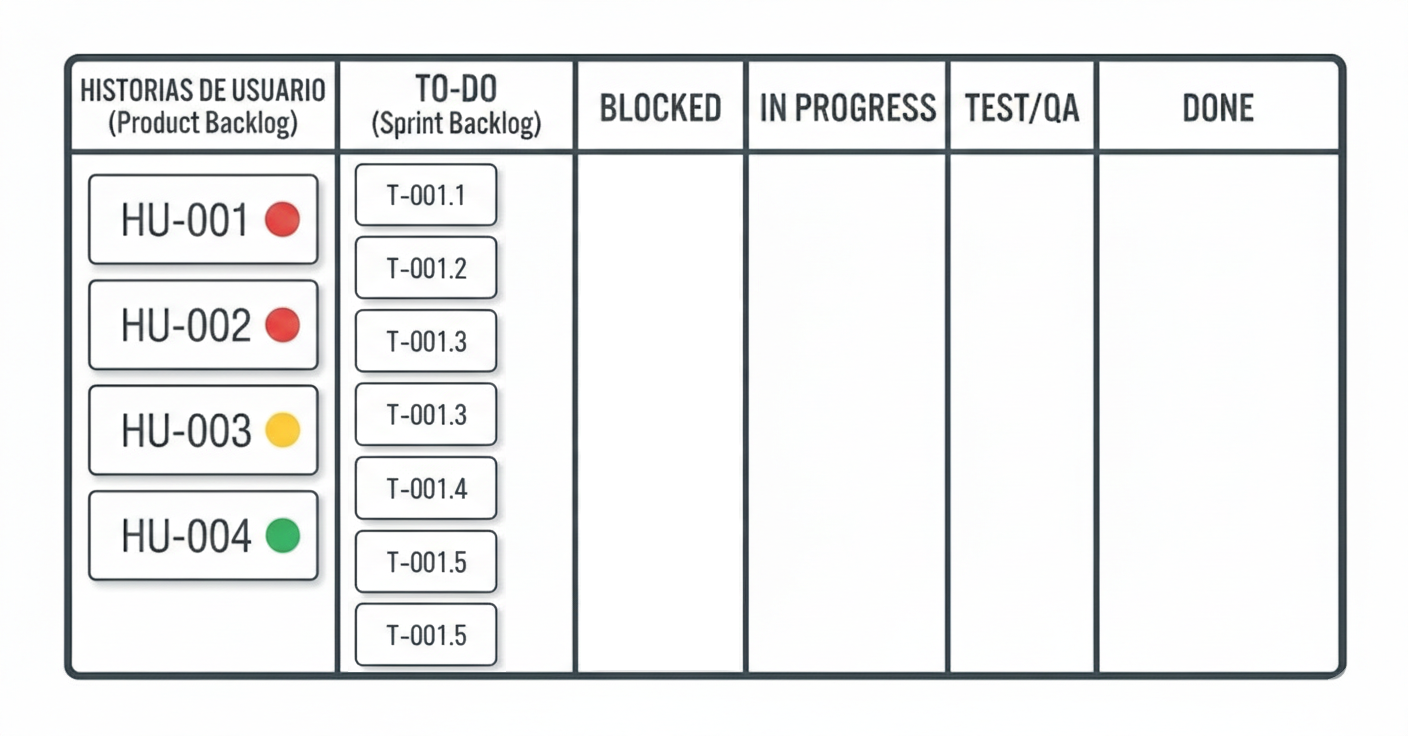 HISTORIAS DE USUARIO
(Product Backlog)
TO-DO
(Sprint Backlog)
BLOCKED
IN PROGRESS
TEST/QA
DONE
HU-001
HU-002
HU-003
HU-004
T-001.1
T-001.2
T-001.3
T-001.3
T-001.4
T-001.5
T-001.5